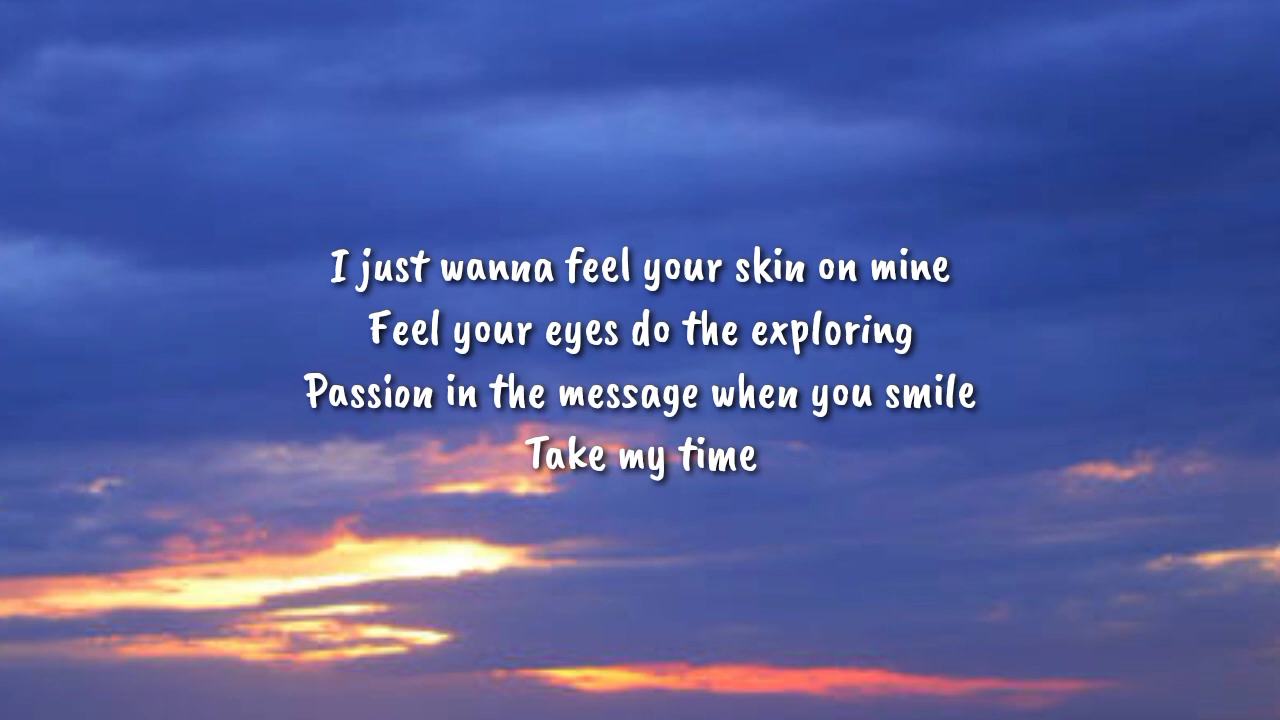 I just wanna feel your skin on mine
Feel your eyes do the exploring
Passion in the message when you smile
Take my time